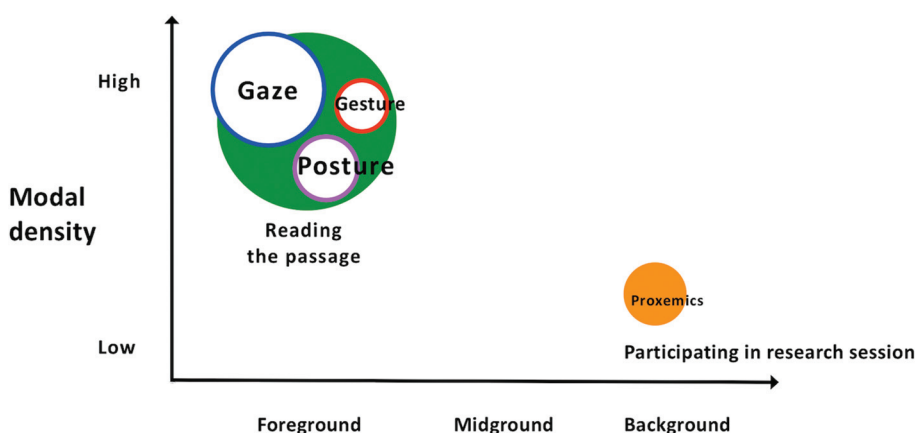 High
Gaze
Gesture
Posture
Modal
density
Reading
the passage
Proxemics
Low
Participating in research session
Foreground Midground Background